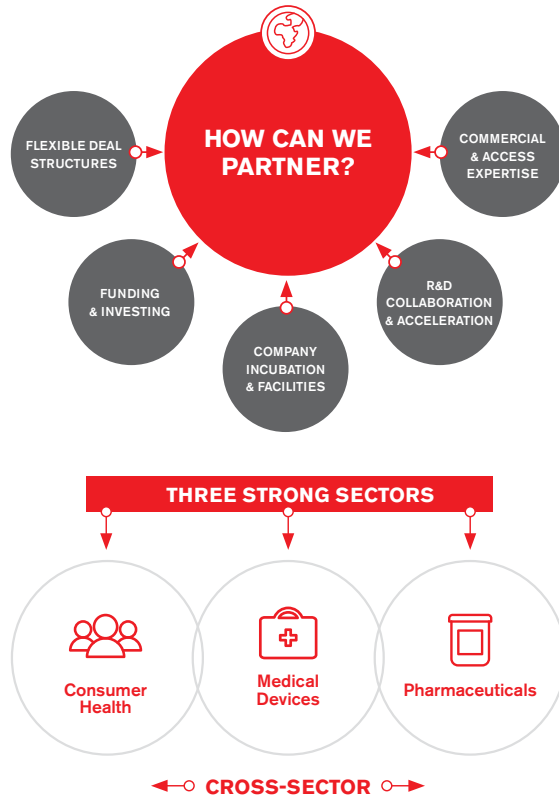 HOW CAN WE
PARTNER?
FLEXIBLE DEAL
STRUCTURES
FUNDING
& INVESTING
COMPANY
INCUBATION
& FACILITIES
R&D
COLLABORATION
& ACCELERATION
COMMERCIAL
& ACCESS
EXPERTISE
THREE STRONG SECTORS
Consumer
Health
Medical
Devices
Pharmaceuticals
CROSS-SECTOR